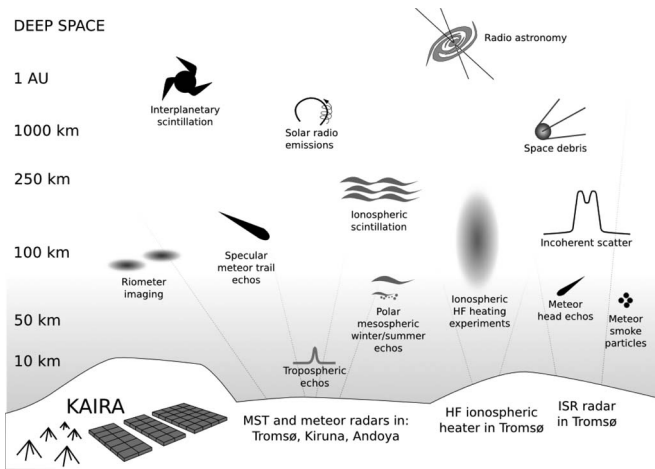 DEEP SPACE
Radio astronomy
1 AU
Interplanetary
scintillation
1000 km
Solar radio
emissions
Space debris
250 km
Ionospheric
scintillation
100 km
Specular
meteor trail
echos
Incoherent scatter
Riometer
imaging
50 km
Polar
mesospheric
winter/summer
echos
Ionospheric
HF heating
experiments
Meteor
head echos
Meteor
smoke
particles
10 km
Tropospheric
echos
KAIRA
MST and meteor radars in:
Tromsø, Kiruna, Andoya
HF ionospheric
heater in Tromsø
ISR radar
in Tromsø